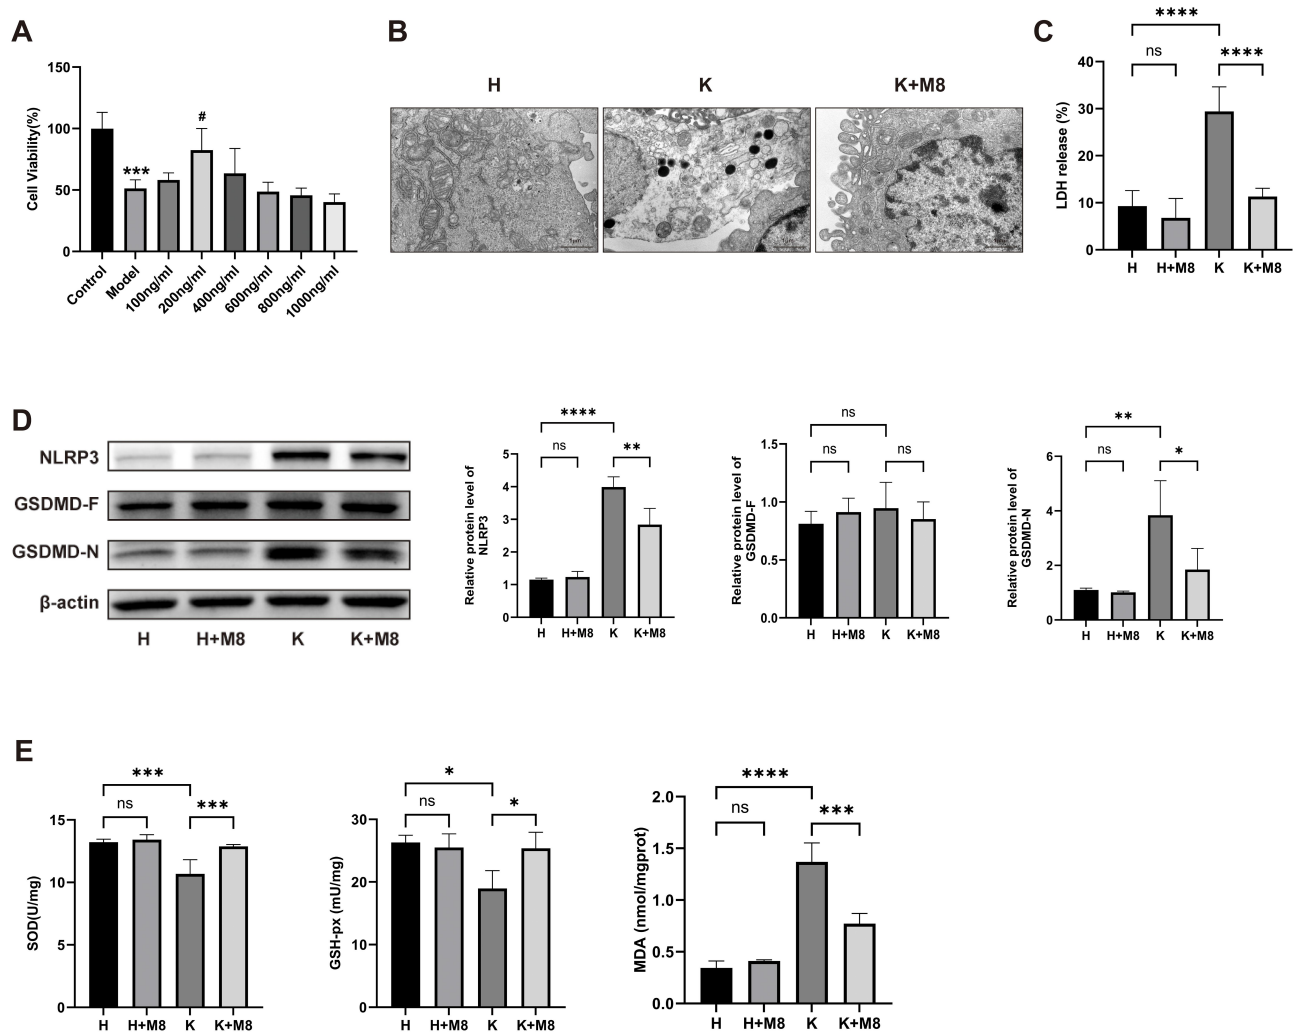 A
Cell Viability(%)
150
100
50
0
***
#
Control
Model
100ng/ml
200ng/ml
400ng/ml
600ng/ml
800ng/ml
1000ng/ml
B
H
K
K+M8
C
LDH release (%)
40
30
20
10
0
****
ns
****
H
H+M8
K
K+M8
D
NLRP3
GSDMD-F
GSDMD-N
β-actin
H
H+M8
K
K+M8
Relative protein level of
NLRP3
5
4
3
2
1
0
****
ns
**
H
H+M8
K
K+M8
Relative protein level of
GSDMD-F
1.5
1.0
0.5
0.0
ns
ns
ns
H
H+M8
K
K+M8
Relative protein level of
GSDMD-N
6
4
2
0
**
ns
*
H
H+M8
K
K+M8
E
SOD(U/mg)
15
10
5
0
***
ns
***
H
H+M8
K
K+M8
GSH-px (mU/mg)
30
20
10
0
*
ns
*
H
H+M8
K
K+M8
MDA (nmol/mgprot)
2.0
1.5
1.0
0.5
0.0
****
ns
***
H
H+M8
K
K+M8